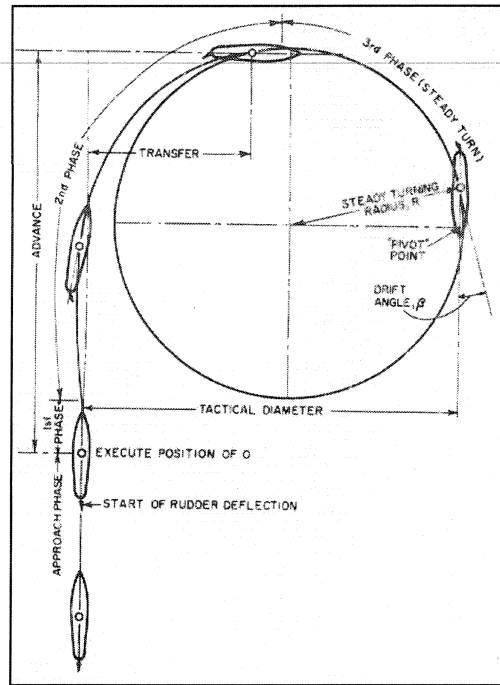 3rd PHASE (STEADY TURN)
2nd PHASE
TRANSFER
ADVANCE
STEADY TURNING
RADIUS, R
"PIVOT"
POINT
DRIFT
ANGLE, β
TACTICAL DIAMETER
1st
PHASE
EXECUTE POSITION OF O
APPROACH PHASE
START OF RUDDER DEFLECTION